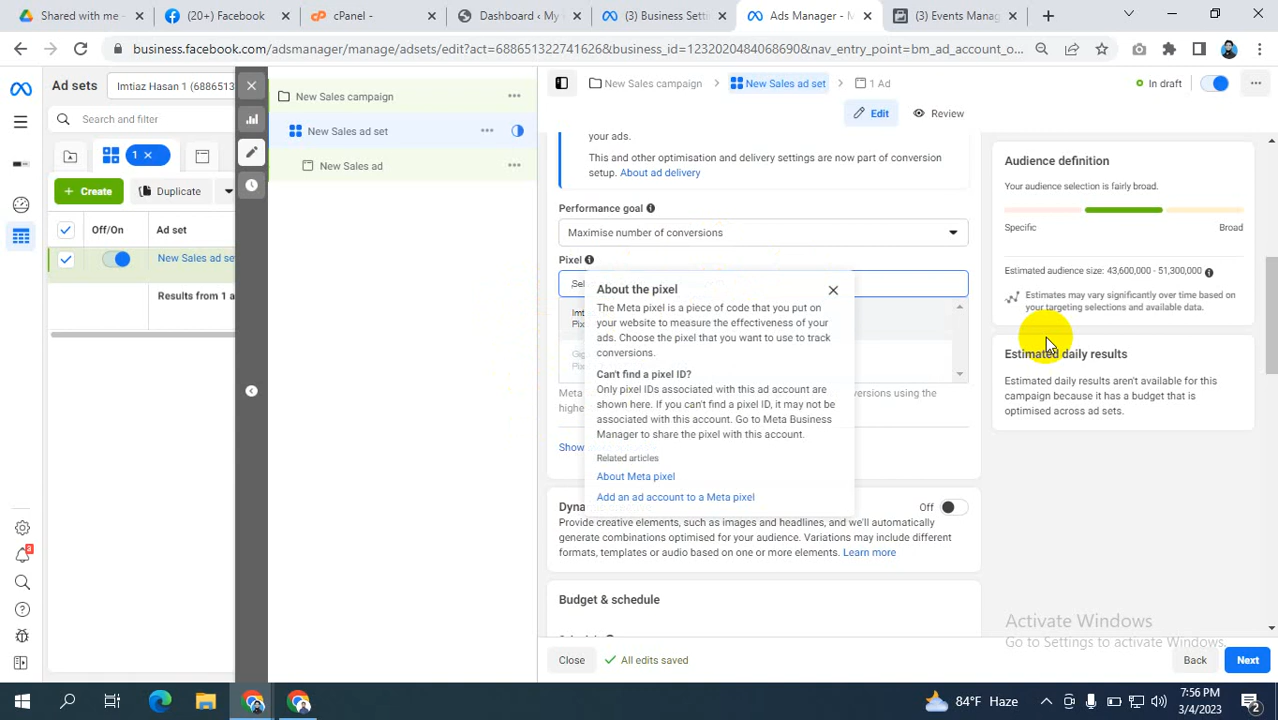 Shared with me
(20+) Facebook
cPanel -
Dashboard ‹ My
(3) Business Setti
Ads Manager - M
(3) Events Manag
business.facebook.com/adsmanager/manage/adsets/edit?act=688651322741626&business_id=1232020484068690&nav_entry_point=bm_ad_account_o...
Ad sets
Imtiaz Hasan 1 (6886513
Search and filter
1
Create
Duplicate
Off/On
Ad set
New Sales ad se
Results from 1 a
New Sales campaign
New Sales ad set
New Sales ad
New Sales campaign
New Sales ad set
1 Ad
In draft
Edit
Review
your ads.
This and other optimisation and delivery settings are now part of conversion
setup. About ad delivery
Performance goal
Maximise number of conversions
Pixel
About the pixel
The Meta pixel is a piece of code that you put on
your website to measure the effectiveness of your
ads. Choose the pixel that you want to use to track
conversions.
Can't find a pixel ID?
Only pixel IDs associated with this ad account are
shown here. If you can't find a pixel ID, it may not be
associated with this account. Go to Meta Business
Manager to share the pixel with this account.
Related articles
About Meta pixel
Add an ad account to a Meta pixel
Meta
versions using the
highe
Show
Dyna
Off
Provide creative elements, such as images and headlines, and we'll automatically
generate combinations optimised for your audience. Variations may include different
formats, templates or audio based on one or more elements. Learn more
Budget & schedule
Audience definition
Your audience selection is fairly broad.
Specific
Broad
Estimated audience size: 43,600,000 - 51,300,000
Estimates may vary significantly over time based on
your targeting selections and available data.
Estimated daily results
Estimated daily results aren't available for this
campaign because it has a budget that is
optimised across ad sets.
Activate Windows
Go to Settings to activate Windows.
Close
All edits saved
Back
Next
3
84°F Haze
7:56 PM
3/4/2023
2